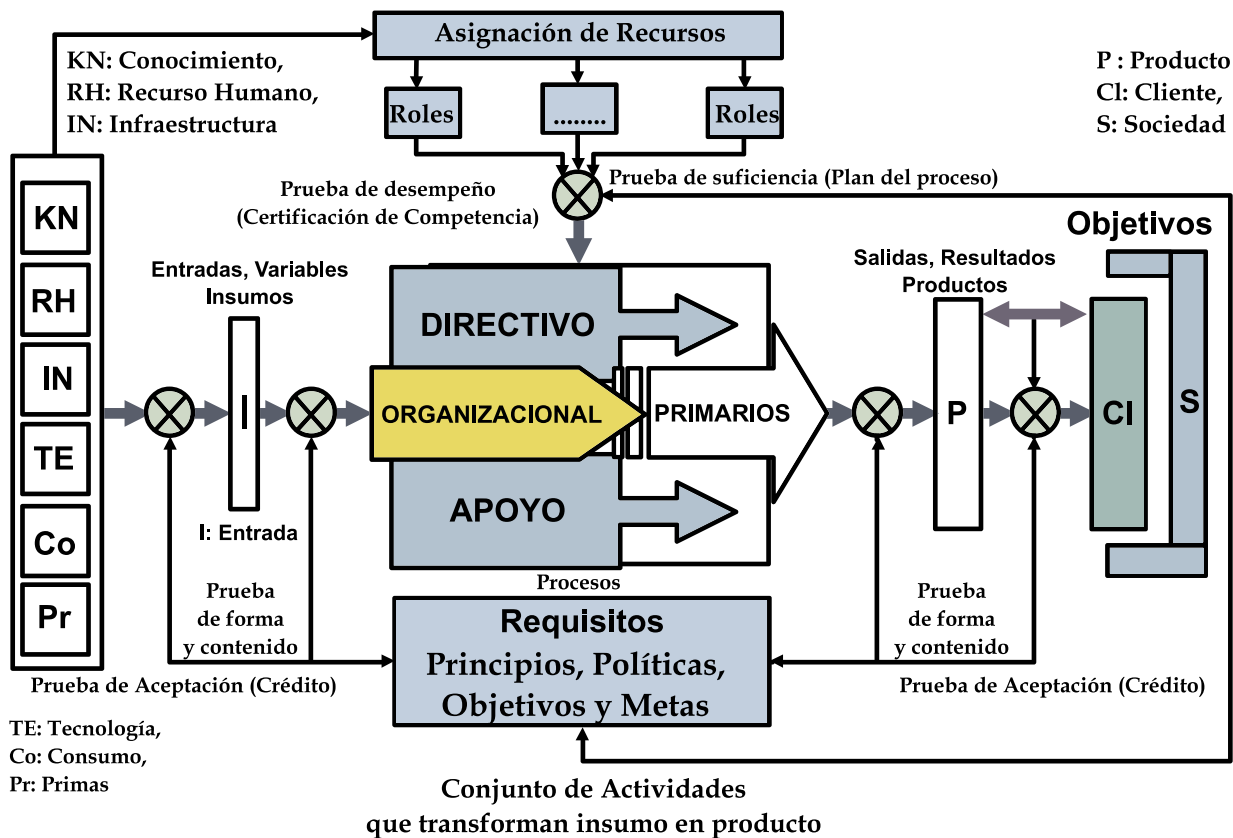 Asignación de Recursos
KN: Conocimiento,
RH: Recurso Humano,
IN: Infraestructura
P : Producto
Cl: Cliente,
S: Sociedad
Roles
........
Roles
Prueba de desempeño
(Certificación de Competencia)
Prueba de suficiencia (Plan del proceso)
Objetivos
KN
RH
IN
TE
Co
Pr
Entradas, Variables
Insumos
I
I: Entrada
DIRECTIVO
ORGANIZACIONAL
PRIMARIOS
APOYO
Procesos
Salidas, Resultados
Productos
P
Cl
S
Prueba
de forma
y contenido
Requisitos
Principios, Políticas,
Objetivos y Metas
Prueba
de forma
y contenido
Prueba de Aceptación (Crédito)
Prueba de Aceptación (Crédito)
TE: Tecnología,
Co: Consumo,
Pr: Primas
Conjunto de Actividades
que transforman insumo en producto